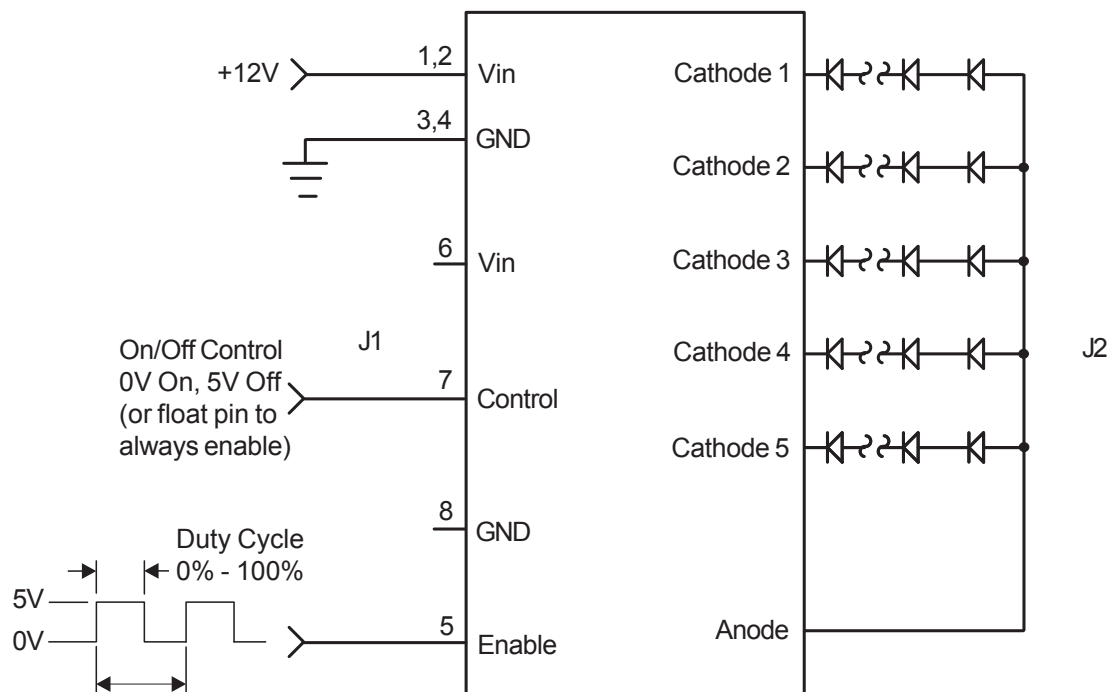 +12V
1,2
Vin
Cathode 1
3,4
GND
Cathode 2
6
Vin
Cathode 3
J1
On/Off Control
0V On, 5V Off
(or float pin to
always enable)
7
Control
Cathode 4
J2
Cathode 5
8
GND
Duty Cycle
0% - 100%
5V
0V
5
Enable
Anode